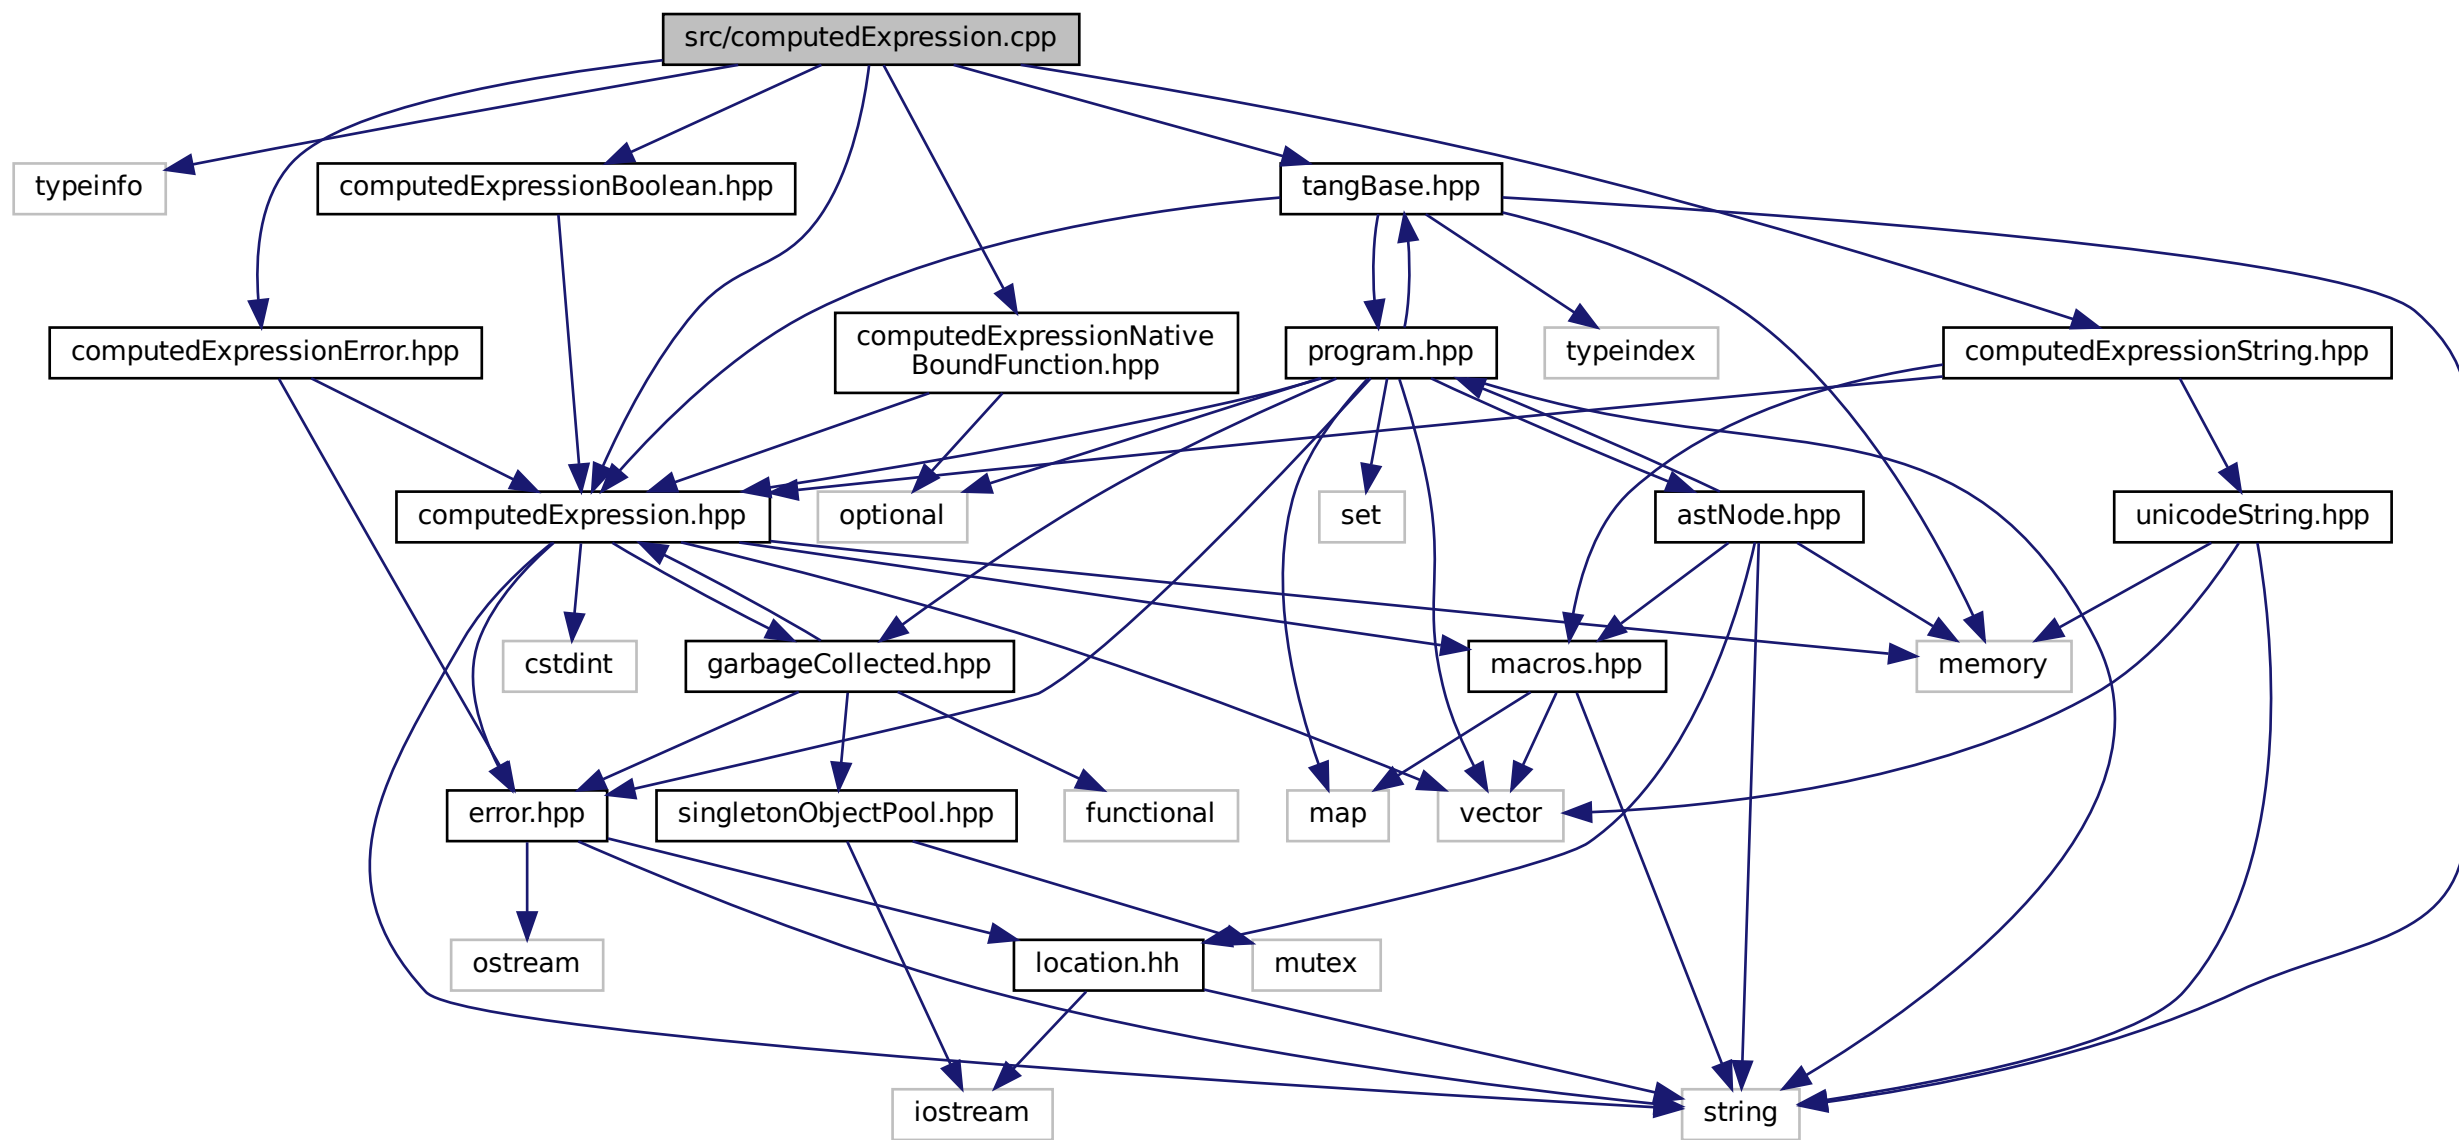 src/computedExpression.cpp
typeinfo
computedExpressionBoolean.hpp
tangBase.hpp
computedExpressionError.hpp
computedExpressionNative
BoundFunction.hpp
program.hpp
typeindex
computedExpressionString.hpp
computedExpression.hpp
optional
set
astNode.hpp
unicodeString.hpp
cstdint
garbageCollected.hpp
macros.hpp
memory
error.hpp
singletonObjectPool.hpp
functional
map
vector
ostream
location.hh
mutex
iostream
string